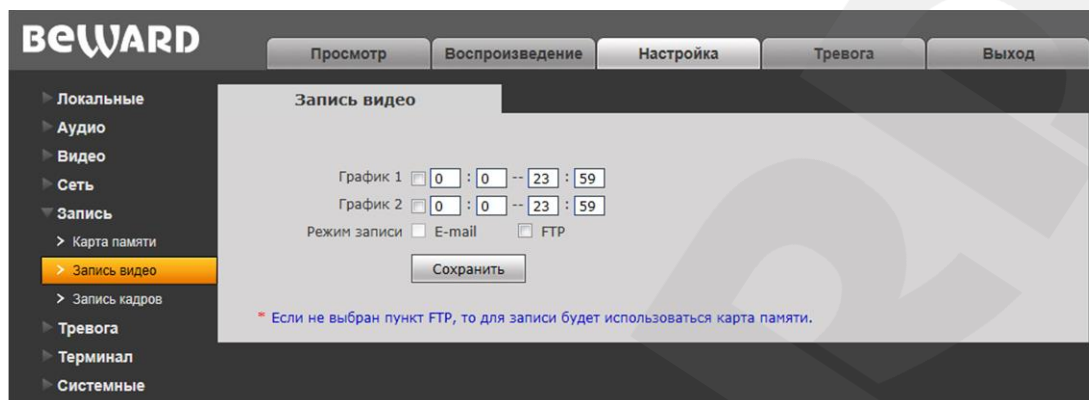 BEWARD
Просмотр Воспроизведение Настройка Тревога Выход
Локальные
Аудио
Видео
Сеть
Запись
> Карта памяти
> Запись видео
> Запись кадров
Тревога
Терминал
Системные
Запись видео
График 1 0 : 0 -- 23 : 59
График 2 0 : 0 -- 23 : 59
Режим записи E-mail FTP
Сохранить
* Если не выбран пункт FTP, то для записи будет использоваться карта памяти.